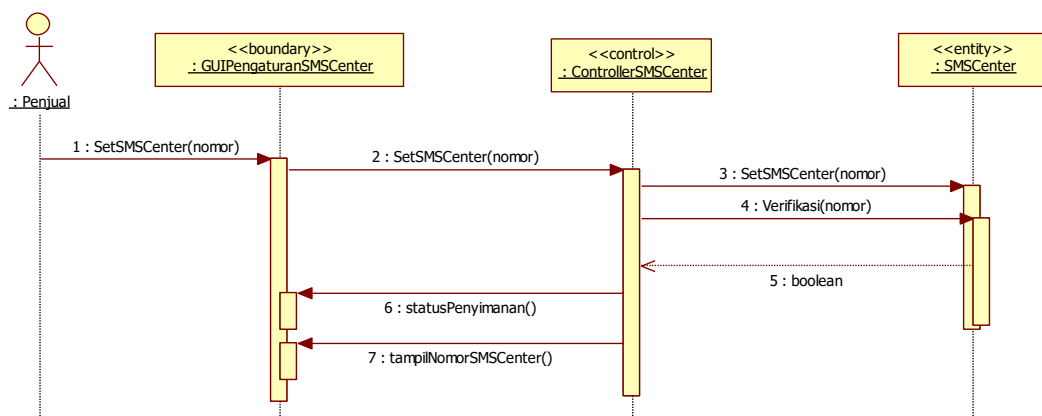 <<boundary>>
: GUIPengaturanSMSCenter
<<control>>
: ControllerSMSCenter
<<entity>>
: SMSCenter
: Penjual
1 : SetSMSCenter(nomor)
2 : SetSMSCenter(nomor)
3 : SetSMSCenter(nomor)
4 : Verifikasi(nomor)
5 : boolean
6 : statusPenyimanan()
7 : tampilNomorSMSCenter()